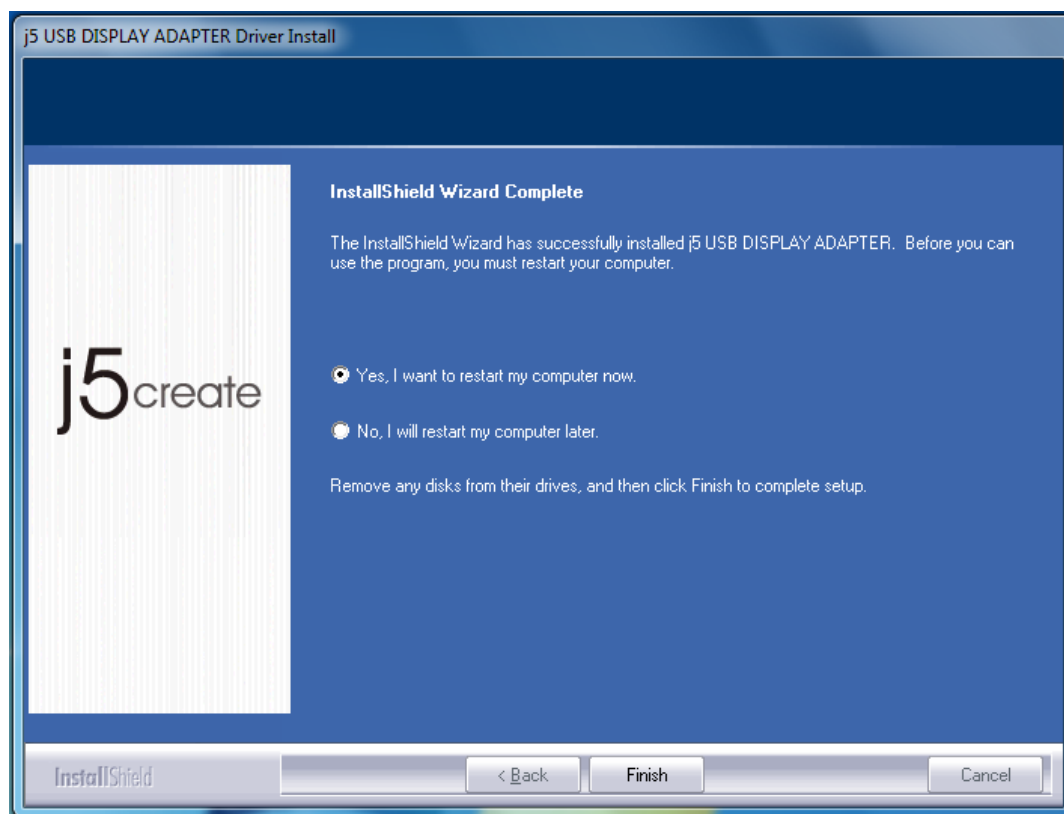 j5 USB DISPLAY ADAPTER Driver Install
InstallShield Wizard Complete
The InstallShield Wizard has successfully installed j5 USB DISPLAY ADAPTER.  Before you can
use the program, you must restart your computer.
j5create
Yes, I want to restart my computer now.
No, I will restart my computer later.
Remove any disks from their drives, and then click Finish to complete setup.
InstallShield
< Back
Finish
Cancel